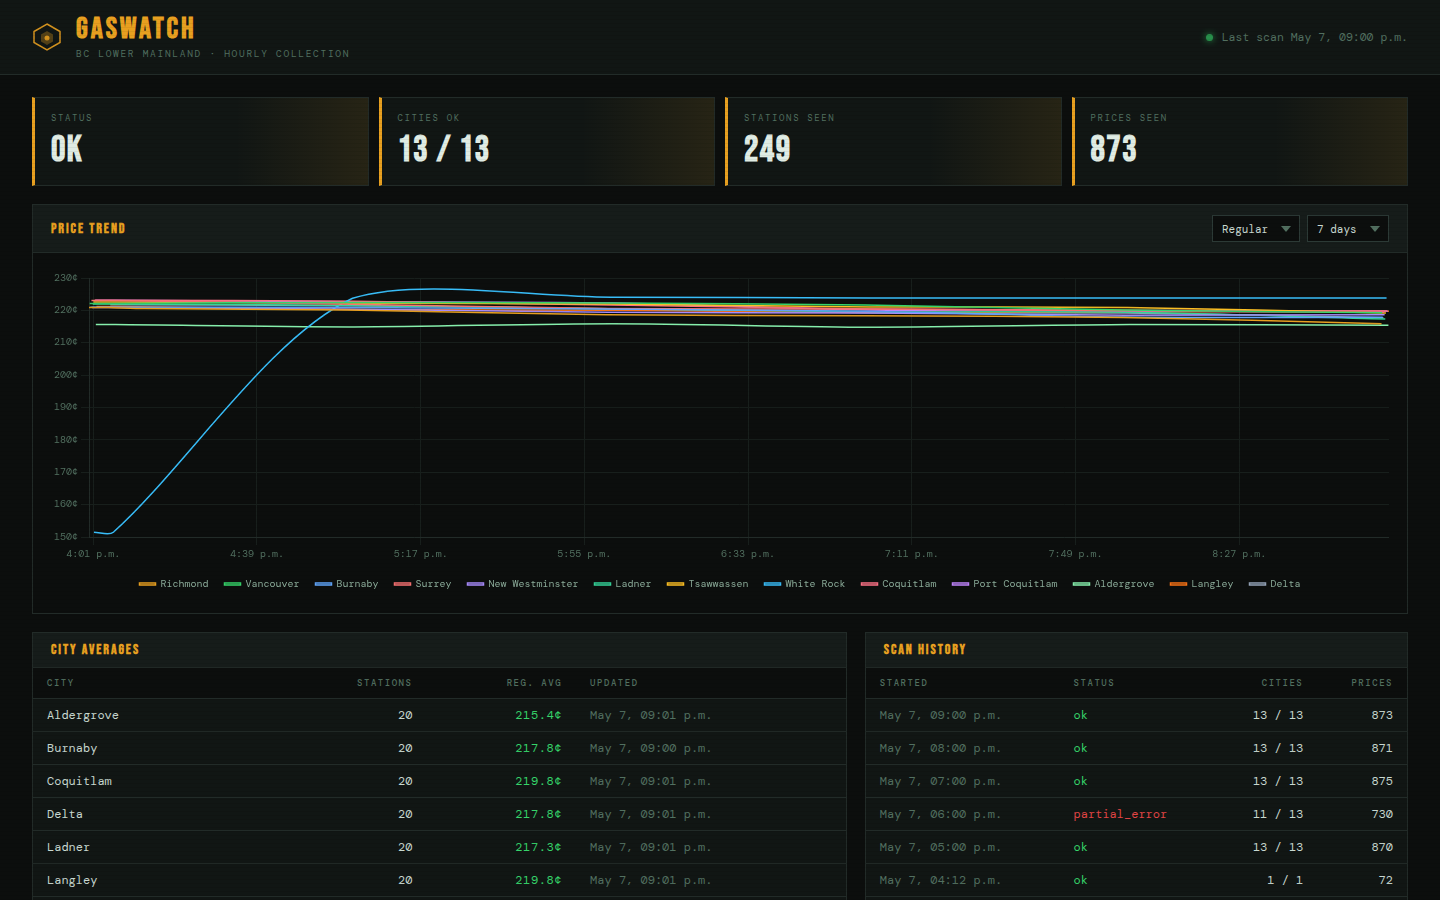 GASWATCH
BC LOWER MAINLAND · HOURLY COLLECTION
Last scan May 7, 09:00 p.m.
STATUS
OK
CITIES OK
13 / 13
STATIONS SEEN
249
PRICES SEEN
873
PRICE TREND
Regular
7 days
230¢
220¢
210¢
200¢
190¢
180¢
170¢
160¢
150¢
4:01 p.m. 4:39 p.m. 5:17 p.m. 5:55 p.m. 6:33 p.m. 7:11 p.m. 7:49 p.m. 8:27 p.m.
Richmond Vancouver Burnaby Surrey New Westminster Ladner Tsawwassen White Rock Coquitlam Port Coquitlam Aldergrove Langley Delta
CITY AVERAGES
CITY STATIONS REG. AVG UPDATED
Aldergrove 20 215.4¢ May 7, 09:01 p.m.
Burnaby 20 217.8¢ May 7, 09:00 p.m.
Coquitlam 20 219.8¢ May 7, 09:01 p.m.
Delta 20 217.8¢ May 7, 09:01 p.m.
Ladner 20 217.3¢ May 7, 09:01 p.m.
Langley 20 219.8¢ May 7, 09:01 p.m.
SCAN HISTORY
STARTED STATUS CITIES PRICES
May 7, 09:00 p.m. ok 13 / 13 873
May 7, 08:00 p.m. ok 13 / 13 871
May 7, 07:00 p.m. ok 13 / 13 875
May 7, 06:00 p.m. partial_error 11 / 13 730
May 7, 05:00 p.m. ok 13 / 13 870
May 7, 04:12 p.m. ok 1 / 1 72